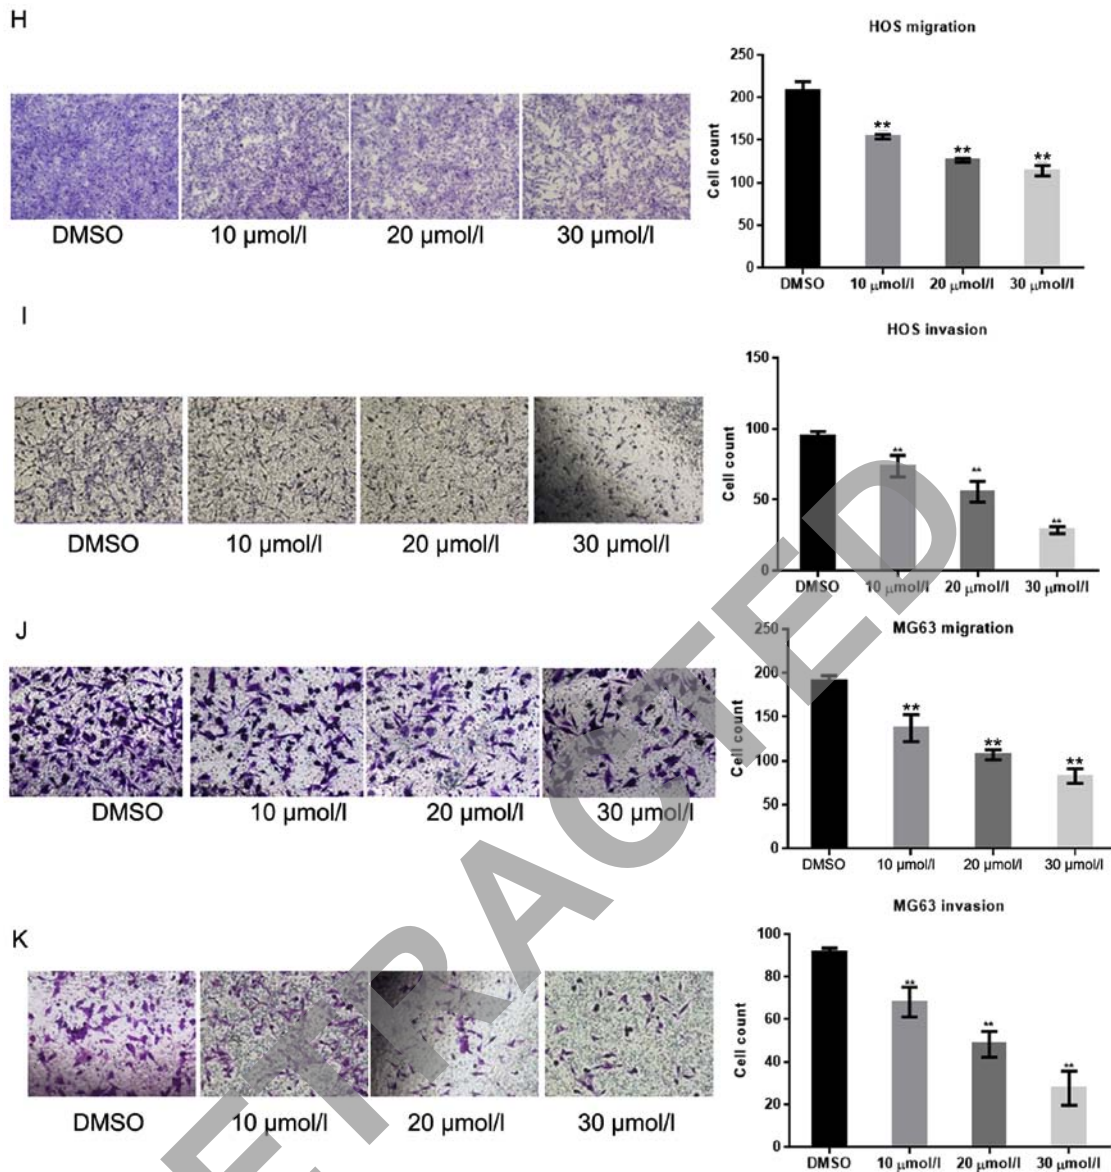 H
DMSO 10 µmol/l 20 µmol/l 30 µmol/l
HOS migration
Cell count
250
200
150
100
50
0
** ** **
DMSO 10 µmol/l 20 µmol/l 30 µmol/l
I
DMSO 10 µmol/l 20 µmol/l 30 µmol/l
HOS invasion
Cell count
150
100
50
0
** ** **
DMSO 10 µmol/l 20 µmol/l 30 µmol/l
J
DMSO 10 µmol/l 20 µmol/l 30 µmol/l
MG63 migration
Cell count
250
200
150
100
50
0
** ** **
DMSO 10 µmol/l 20 µmol/l 30 µmol/l
K
DMSO 10 µmol/l 20 µmol/l 30 µmol/l
MG63 invasion
Cell count
100
80
60
40
20
0
** ** **
DMSO 10 µmol/l 20 µmol/l 30 µmol/l
ETRACTED